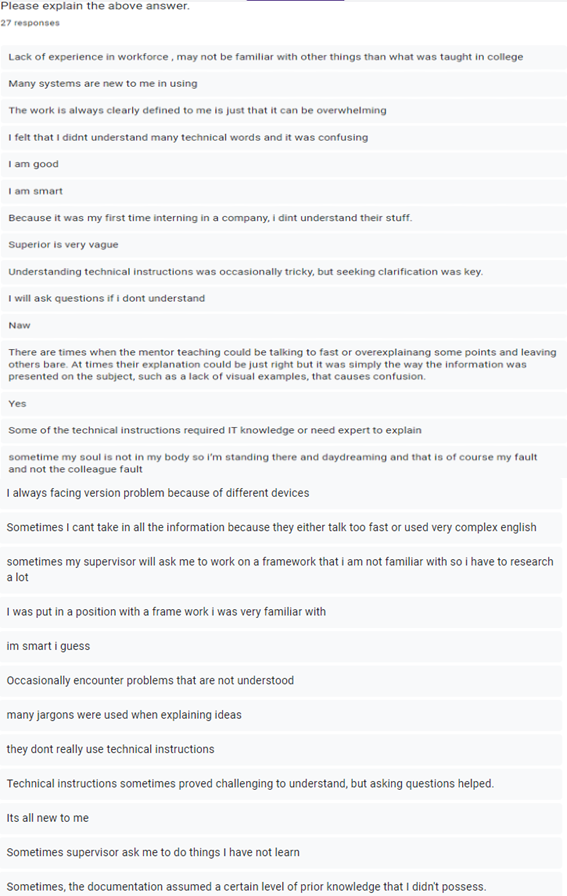 Please explain the above answer.
27 responses
Lack of experience in workforce , may not be familiar with other things than what was taught in college
Many systems are new to me in using
The work is always clearly defined to me is just that it can be overwhelming
I felt that I didnt understand many technical words and it was confusing
I am good
I am smart
Because it was my first time interning in a company, i dint understand their stuff.
Superior is very vague
Understanding technical instructions was occasionally tricky, but seeking clarification was key.
I will ask questions if i dont understand
Naw
There are times when the mentor teaching could be talking to fast or overexplainang some points and leaving
others bare. At times their explanation could be just right but it was simply the way the information was
presented on the subject, such as a lack of visual examples, that causes confusion.
Yes
Some of the technical instructions required IT knowledge or need expert to explain
sometime my soul is not in my body so i'm standing there and daydreaming and that is of course my fault
and not the colleague fault
I always facing version problem because of different devices
Sometimes I cant take in all the information because they either talk too fast or used very complex english
sometimes my supervisor will ask me to work on a framework that i am not familiar with so i have to research
a lot
I was put in a position with a frame work i was very familiar with
im smart i guess
Occasionally encounter problems that are not understood
many jargons were used when explaining ideas
they dont really use technical instructions
Technical instructions sometimes proved challenging to understand, but asking questions helped.
Its all new to me
Sometimes supervisor ask me to do things I have not learn
Sometimes, the documentation assumed a certain level of prior knowledge that I didn't possess.